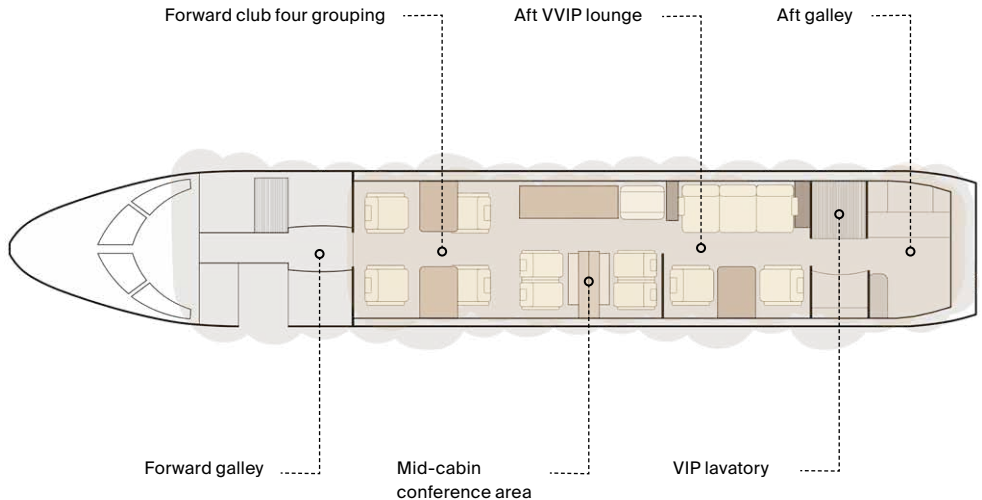 Forward club four grouping
Aft VVIP lounge
Aft galley
Forward galley
Mid-cabin
conference area
VIP lavatory